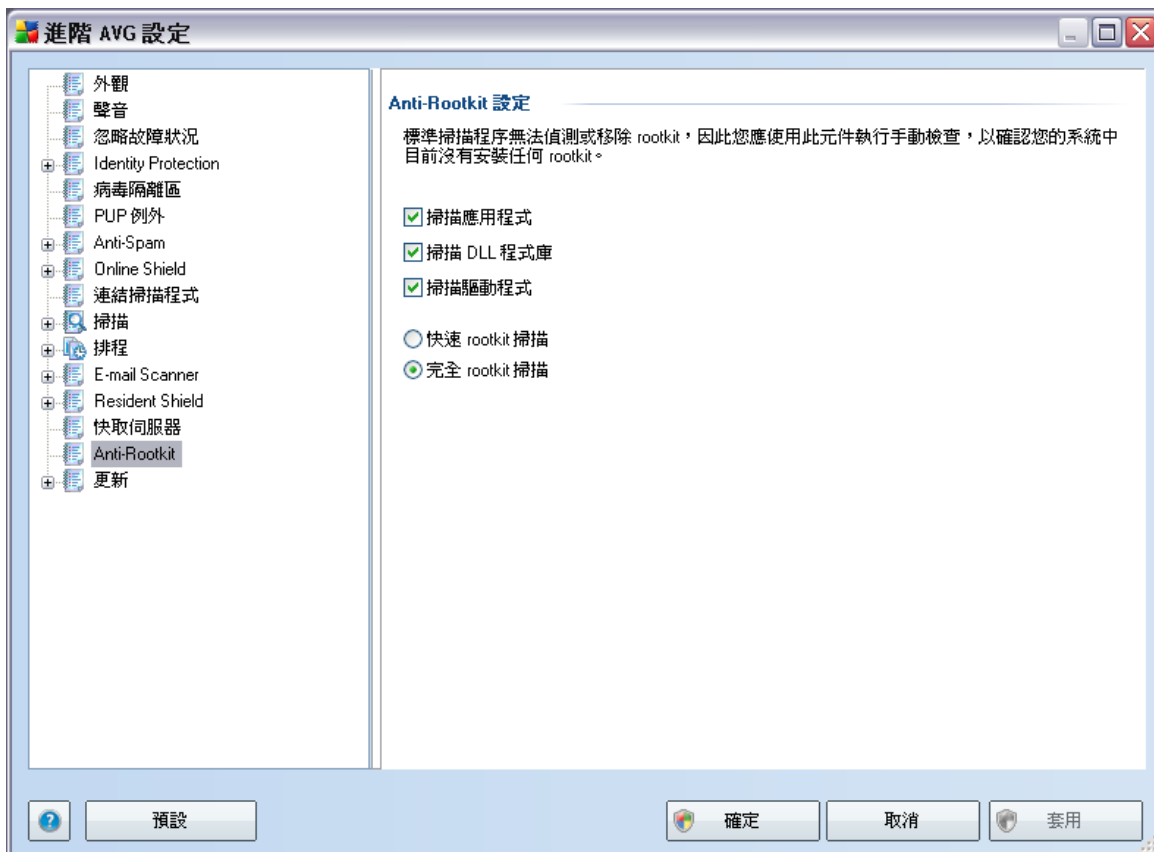 進階 AVG 設定
外觀
聲音
忽略故障狀況
Identity Protection
病毒隔離區
PUP 例外
Anti-Spam
Online Shield
連結掃描程式
掃描
排程
E-mail Scanner
Resident Shield
快取伺服器
Anti-Rootkit
更新
Anti-Rootkit 設定
標準掃描程序無法偵測或移除 rootkit，因此您應使用此元件執行手動檢查，以確認您的系統中
目前沒有安裝任何 rootkit。
掃描應用程式
掃描 DLL 程式庫
掃描驅動程式
快速 rootkit 掃描
完全 rootkit 掃描
預設
確定
取消
套用